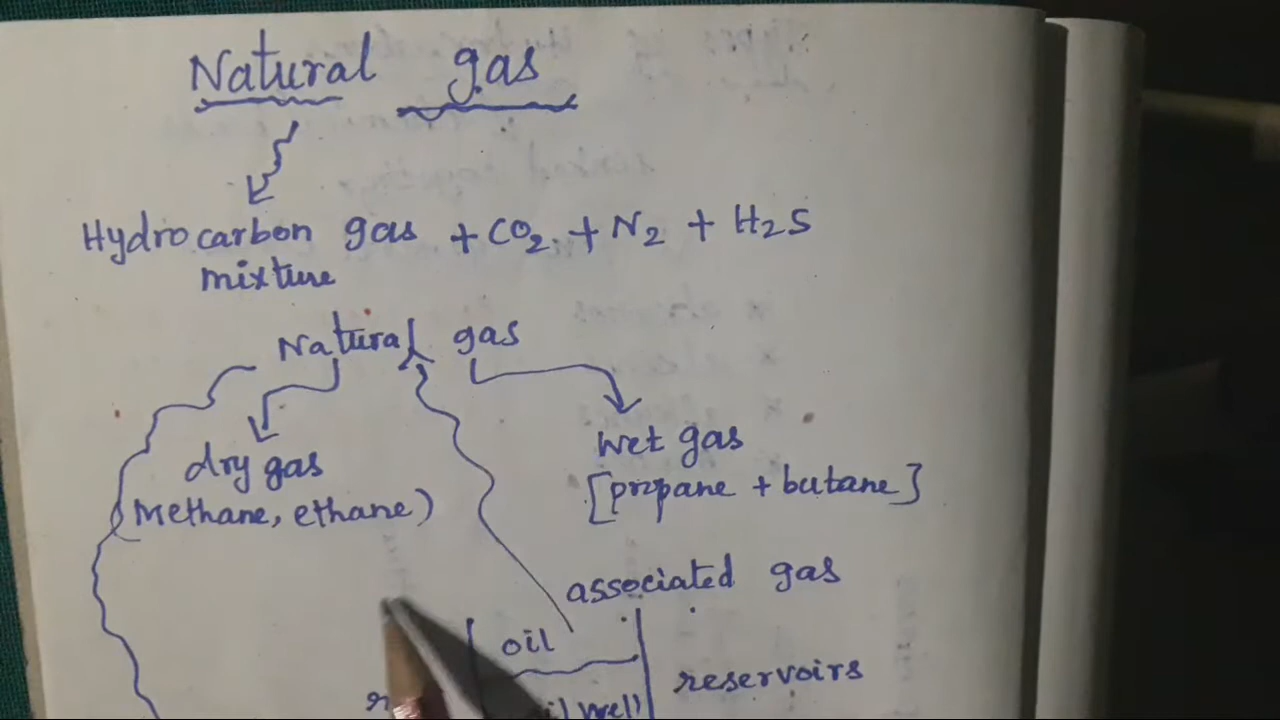 Natural gas
Hydrocarbon gas + CO2 + N2 + H2S
mixture
Natural gas
dry gas
(Methane, ethane)
wet gas
[propane + butane]
associated gas
oil
reservoirs
well